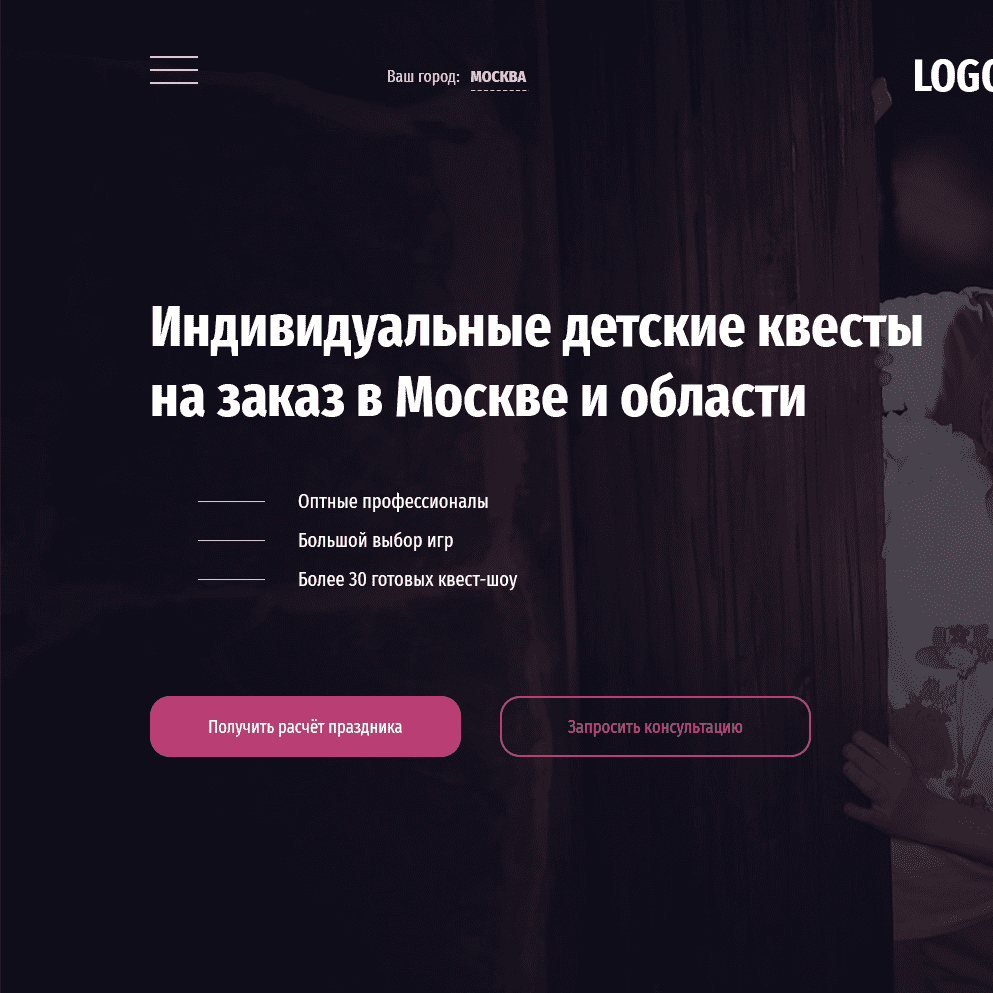 Ваш город: МОСКВА
LOGO
Индивидуальные детские квесты
на заказ в Москве и области
Оптные профессионалы
Большой выбор игр
Более 30 готовых квест-шоу
Получить расчёт праздника
Запросить консультацию